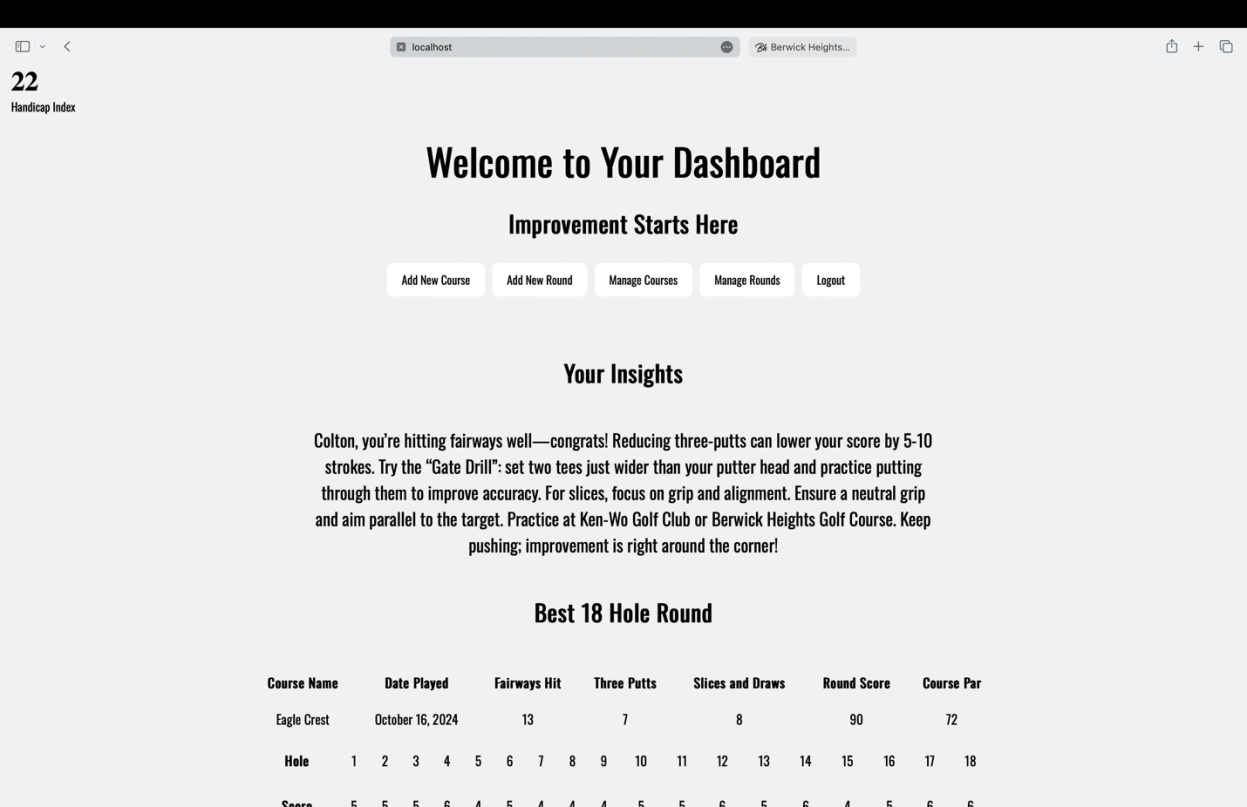 localhost
Berwick Heights...
22
Handicap Index
Welcome to Your Dashboard
Improvement Starts Here
Add New Course Add New Round Manage Courses Manage Rounds Logout
Your Insights
Colton, you’re hitting fairways well—congrats! Reducing three-putts can lower your score by 5-10
strokes. Try the “Gate Drill”: set two tees just wider than your putter head and practice putting
through them to improve accuracy. For slices, focus on grip and alignment. Ensure a neutral grip
and aim parallel to the target. Practice at Ken-Wo Golf Club or Berwick Heights Golf Course. Keep
pushing; improvement is right around the corner!
Best 18 Hole Round
Course Name Date Played Fairways Hit Three Putts Slices and Draws Round Score Course Par
Eagle Crest October 16, 2024 13 7 8 90 72
Hole 1 2 3 4 5 6 7 8 9 10 11 12 13 14 15 16 17 18
Score 5 5 5 6 4 5 4 4 4 5 5 6 5 6 4 5 6 6